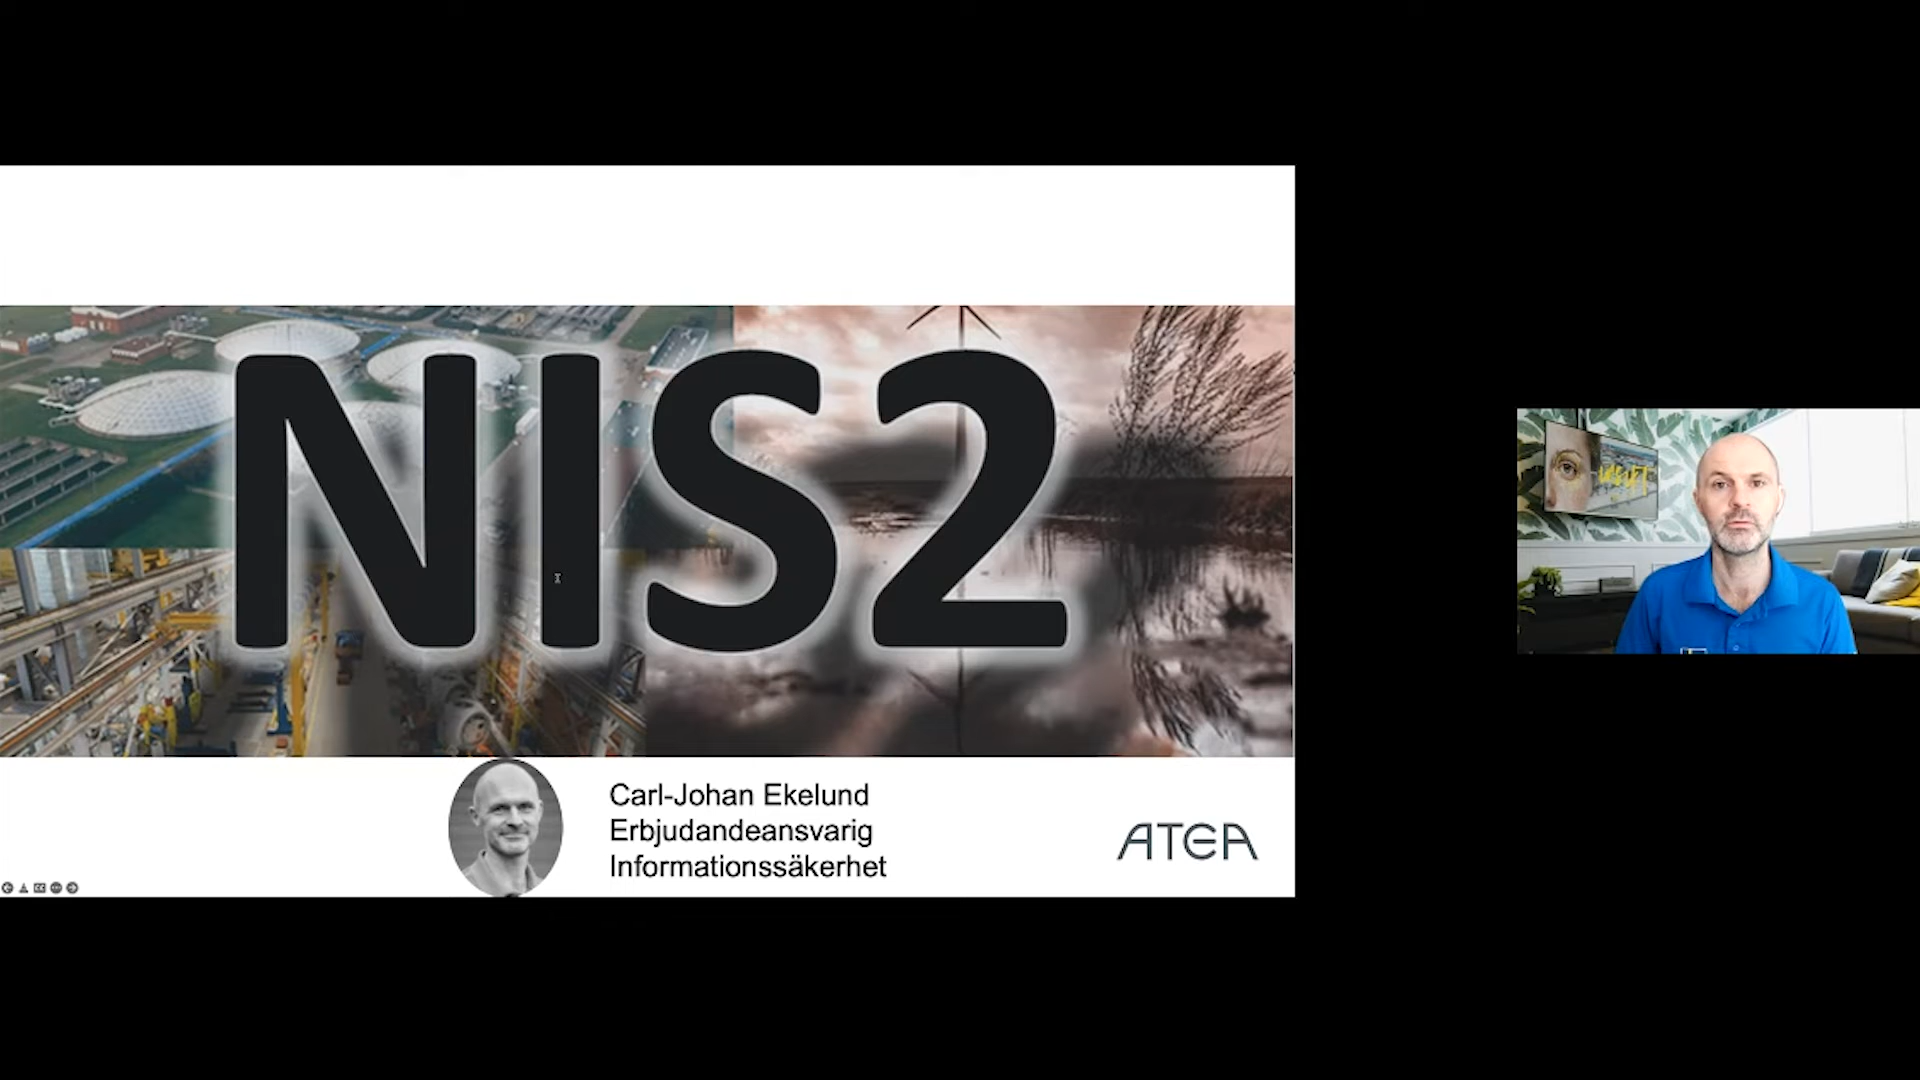 NIS2
Carl-Johan Ekelund
Erbjudandeansvarig
Informationssäkerhet
ATEA